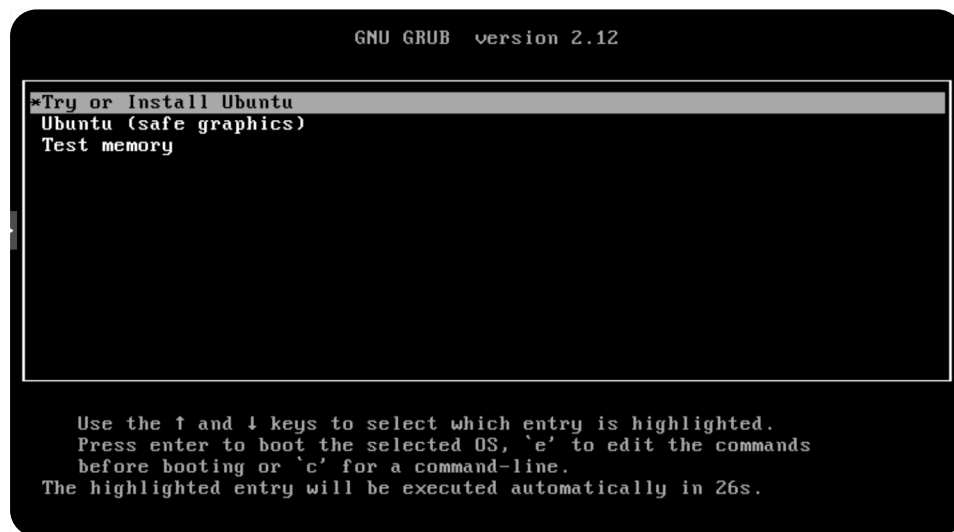 GNU GRUB version 2.12
*Try or Install Ubuntu
Ubuntu (safe graphics)
Test memory
Use the ↑ and ↓ keys to select which entry is highlighted.
Press enter to boot the selected OS, `e' to edit the commands
before booting or `c' for a command-line.
The highlighted entry will be executed automatically in 26s.